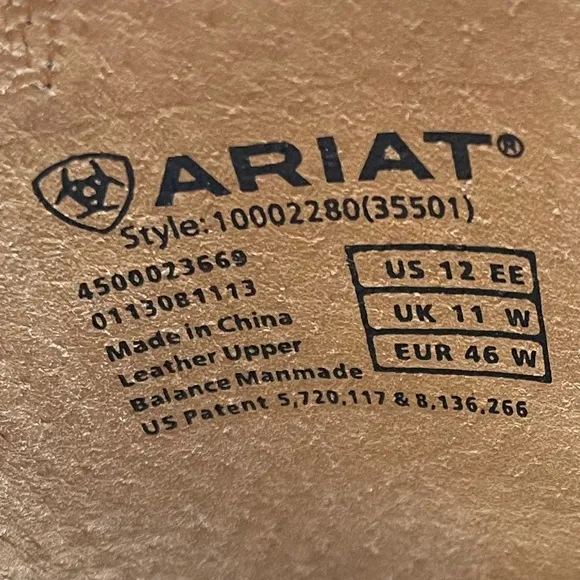 ARIAT®
Style:10002280(35501)
4500023669
0113081113
Made in China
Leather Upper
Balance Manmade
US Patent 5,720,117 & 8,136,266
US 12 EE
UK 11 W
EUR 46 W